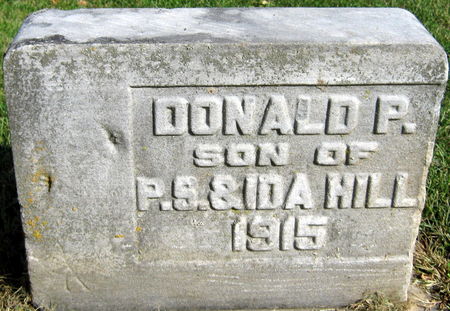 DONALD P.
SON OF
P.S.&IDA HILL
1915